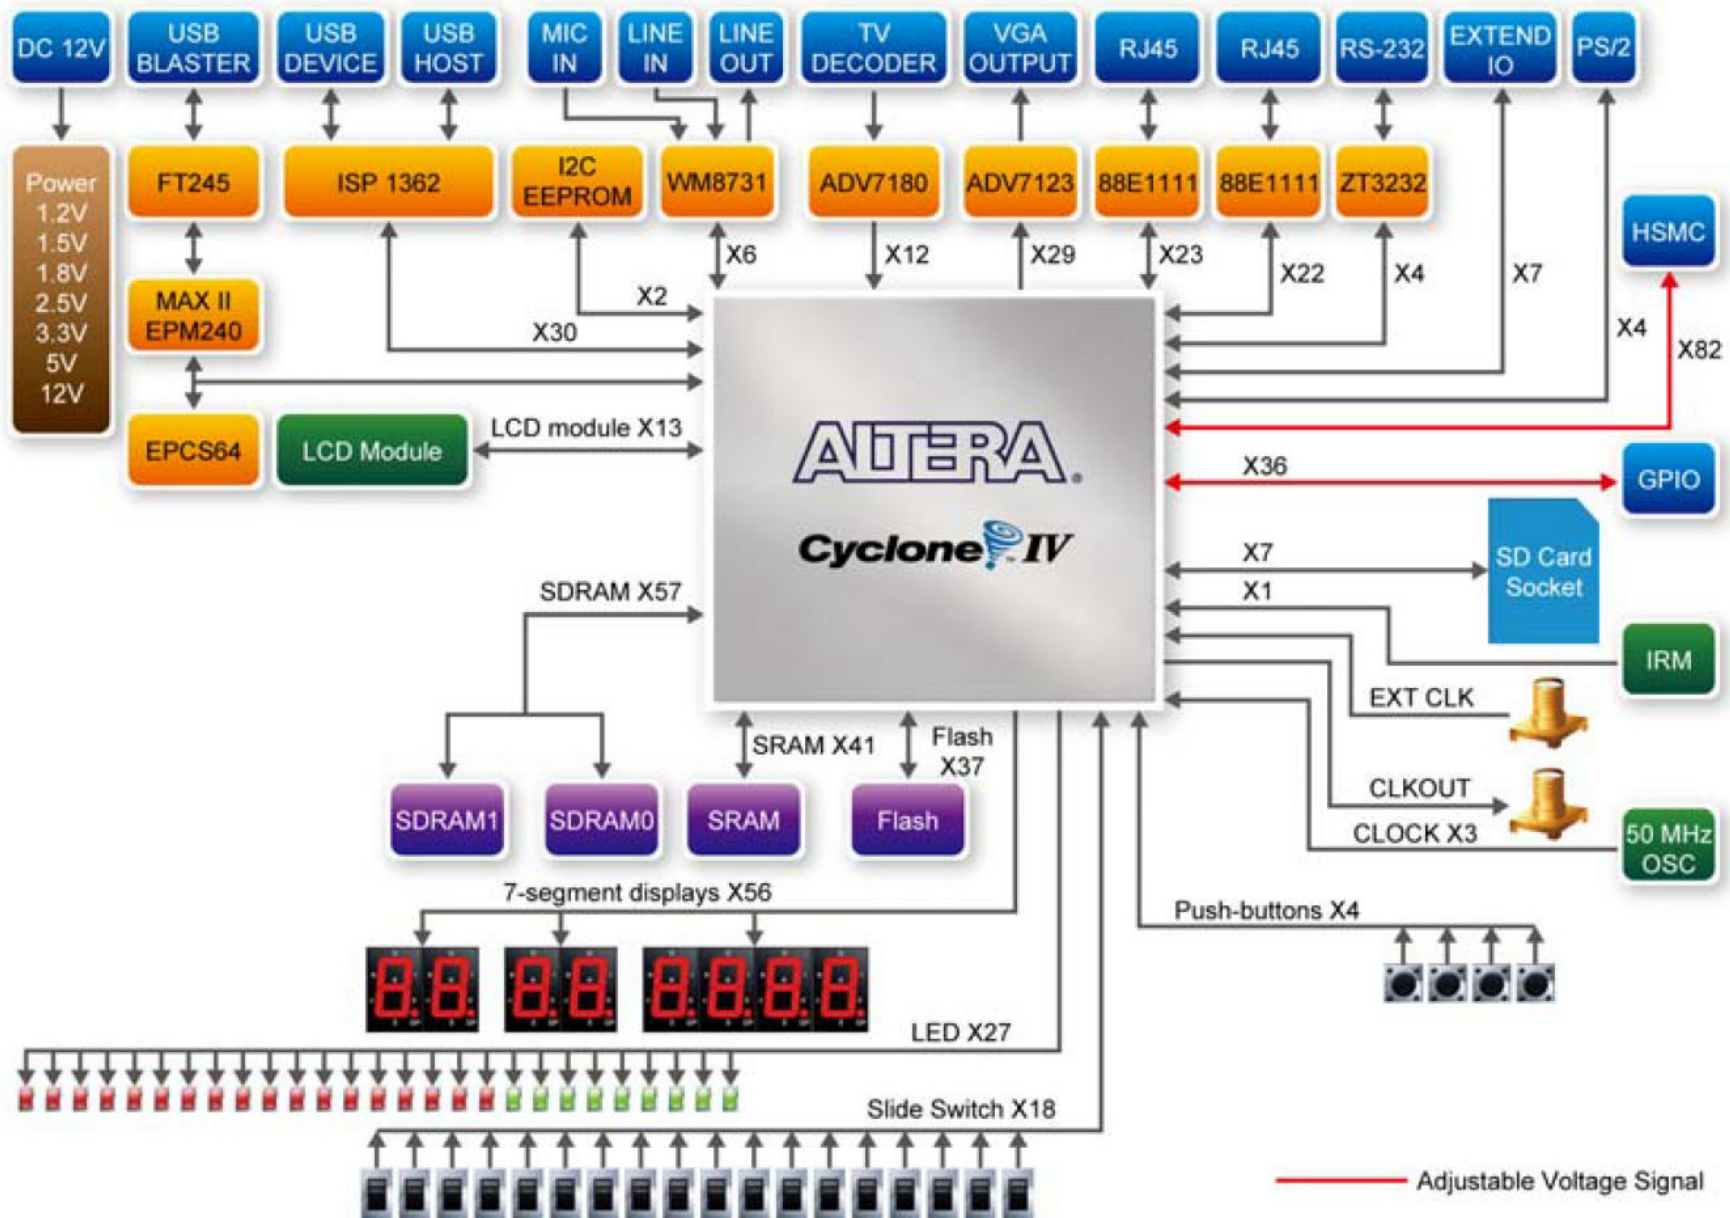 DC 12V
USB
BLASTER
USB
DEVICE
USB
HOST
MIC
IN
LINE
IN
LINE
OUT
TV
DECODER
VGA
OUTPUT
RJ45
RJ45
RS-232
EXTEND
IO
PS/2
Power
1.2V
1.5V
1.8V
2.5V
3.3V
5V
12V
FT245
ISP 1362
I2C
EEPROM
WM8731
ADV7180
ADV7123
88E1111
88E1111
ZT3232
HSMC
X6
X12
X29
X23
X22
X4
X7
X4
X82
MAX II
EPM240
X2
X30
EPCS64
LCD Module
LCD module X13
ALTERA®
Cyclone™ IV
X36
GPIO
X7
SD Card
Socket
X1
IRM
SDRAM X57
EXT CLK
SRAM X41
Flash
X37
CLKOUT
CLOCK X3
50 MHz
OSC
SDRAM1
SDRAM0
SRAM
Flash
7-segment displays X56
Push-buttons X4
LED X27
Slide Switch X18
Adjustable Voltage Signal